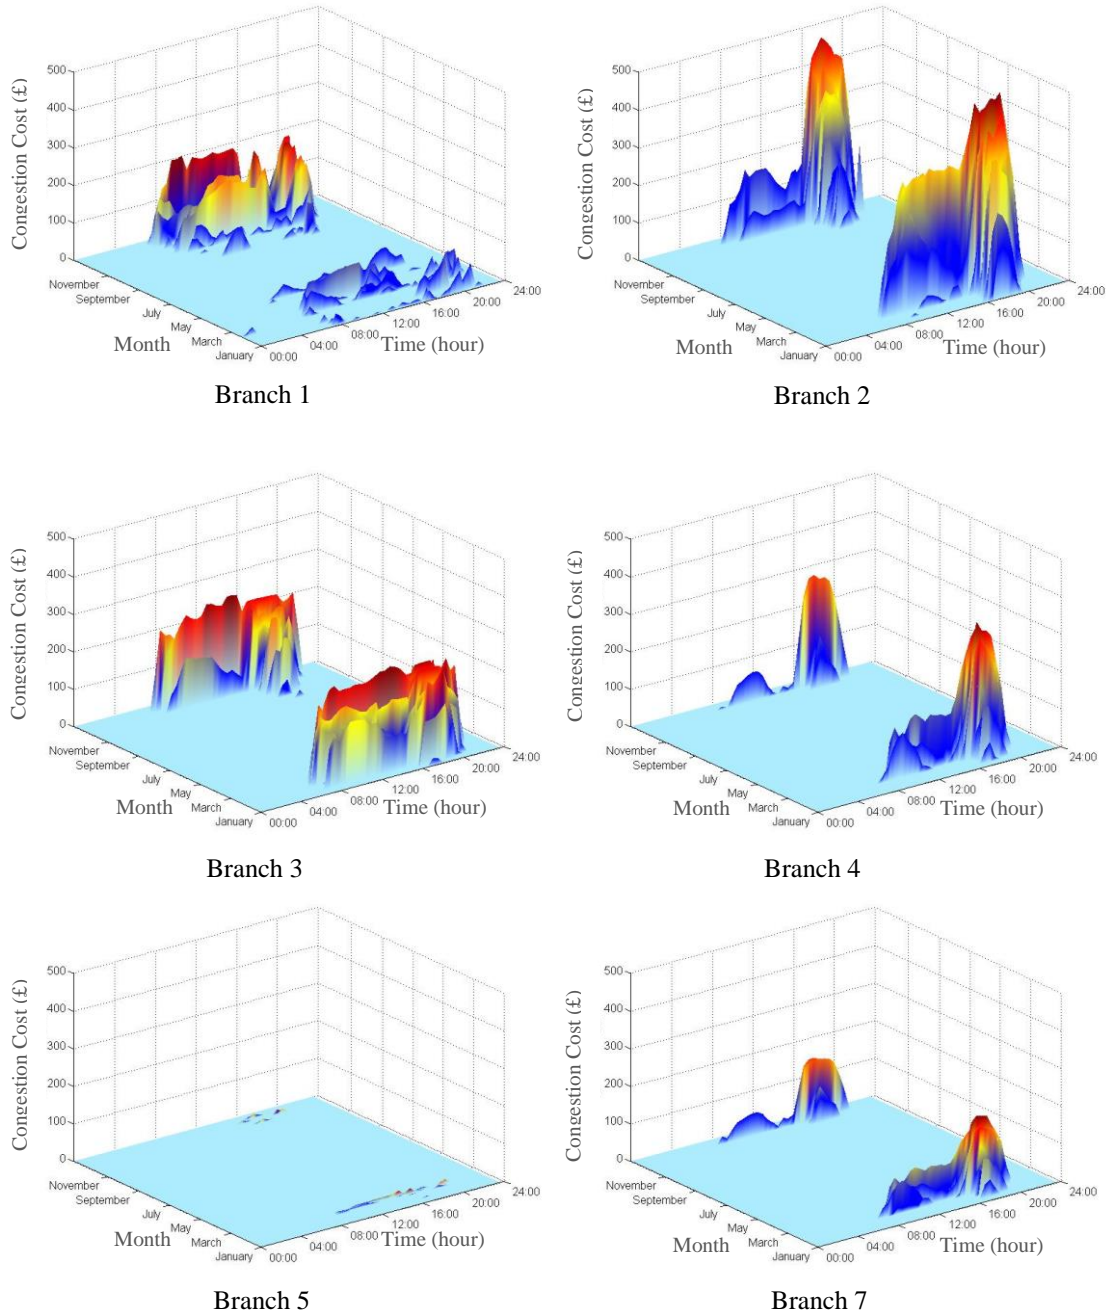 Congestion Cost (£)
500
400
300
200
100
0
November
September
July
May
March
January
Month
00:00
04:00
08:00
12:00
16:00
20:00
24:00
Time (hour)
Branch 1
Congestion Cost (£)
500
400
300
200
100
0
November
September
July
May
March
January
Month
00:00
04:00
08:00
12:00
16:00
20:00
24:00
Time (hour)
Branch 2
Congestion Cost (£)
500
400
300
200
100
0
November
September
July
May
March
January
Month
00:00
04:00
08:00
12:00
16:00
20:00
24:00
Time (hour)
Branch 3
Congestion Cost (£)
500
400
300
200
100
0
November
September
July
May
March
January
Month
00:00
04:00
08:00
12:00
16:00
20:00
24:00
Time (hour)
Branch 4
Congestion Cost (£)
500
400
300
200
100
0
November
September
July
May
March
January
Month
00:00
04:00
08:00
12:00
16:00
20:00
24:00
Time (hour)
Branch 5
Congestion Cost (£)
500
400
300
200
100
0
November
September
July
May
March
January
Month
00:00
04:00
08:00
12:00
16:00
20:00
24:00
Time (hour)
Branch 7